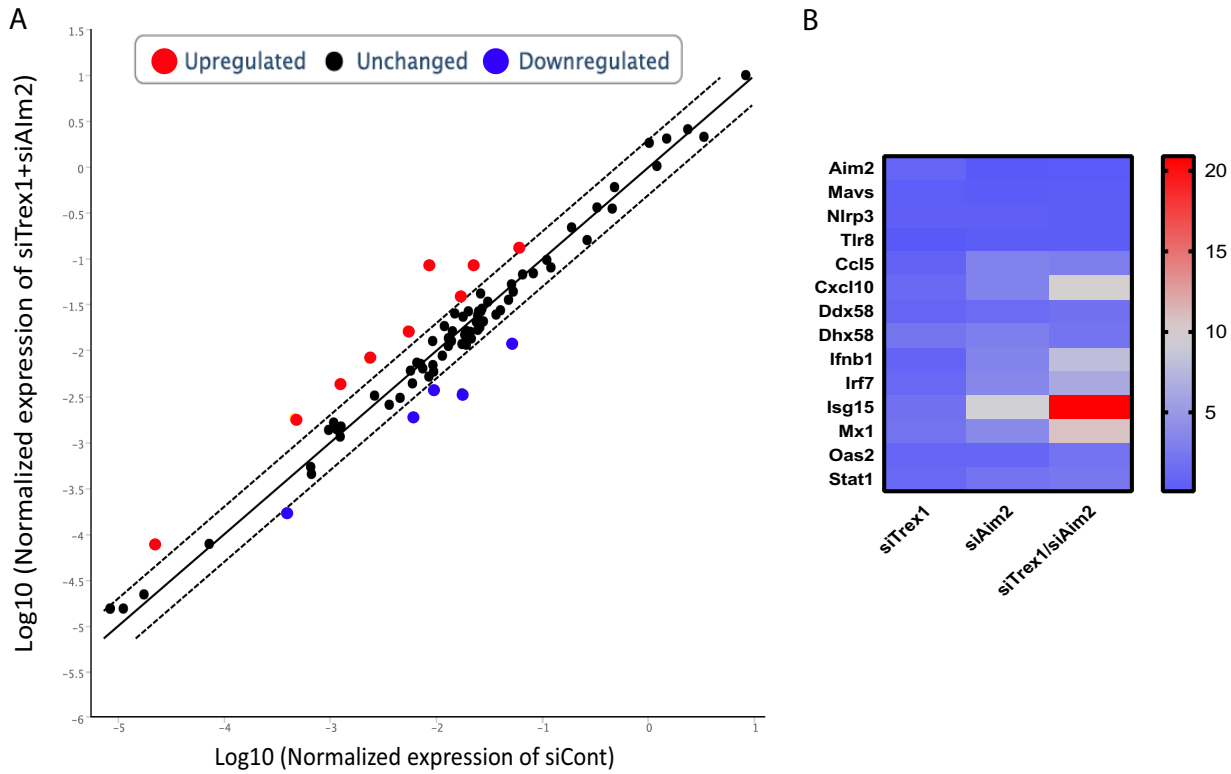 A
B
Log10 (Normalized expression of siTrex1+siAIm2)
Upregulated Unchanged Downregulated
1.5
1
0.5
0
−0.5
−1
−1.5
−2
−2.5
−3
−3.5
−4
−4.5
−5
−5.5
−6
−5 −4 −3 −2 −1 0 1
Log10 (Normalized expression of siCont)
Aim2
Mavs
Nlrp3
Tlr8
Ccl5
Cxcl10
Ddx58
Dhx58
Ifnb1
Irf7
Isg15
Mx1
Oas2
Stat1
siTrex1
siAim2
siTrex1/siAim2
20
15
10
5